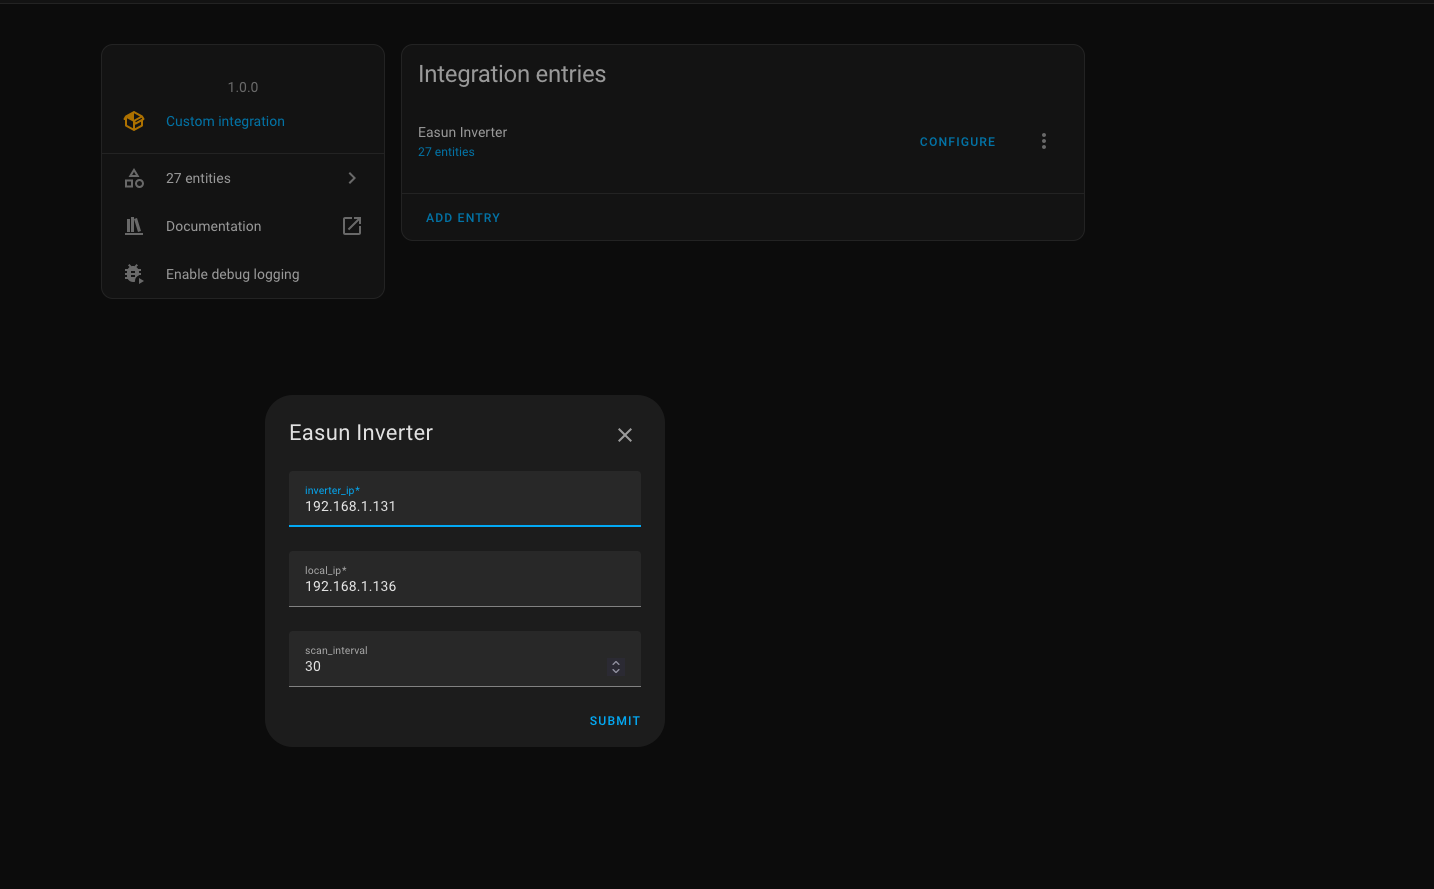 1.0.0
Custom integration
27 entities
Documentation
Enable debug logging
Integration entries
Easun Inverter
27 entities
CONFIGURE
ADD ENTRY
Easun Inverter
inverter_ip*
192.168.1.131
local_ip*
192.168.1.136
scan_interval
30
SUBMIT